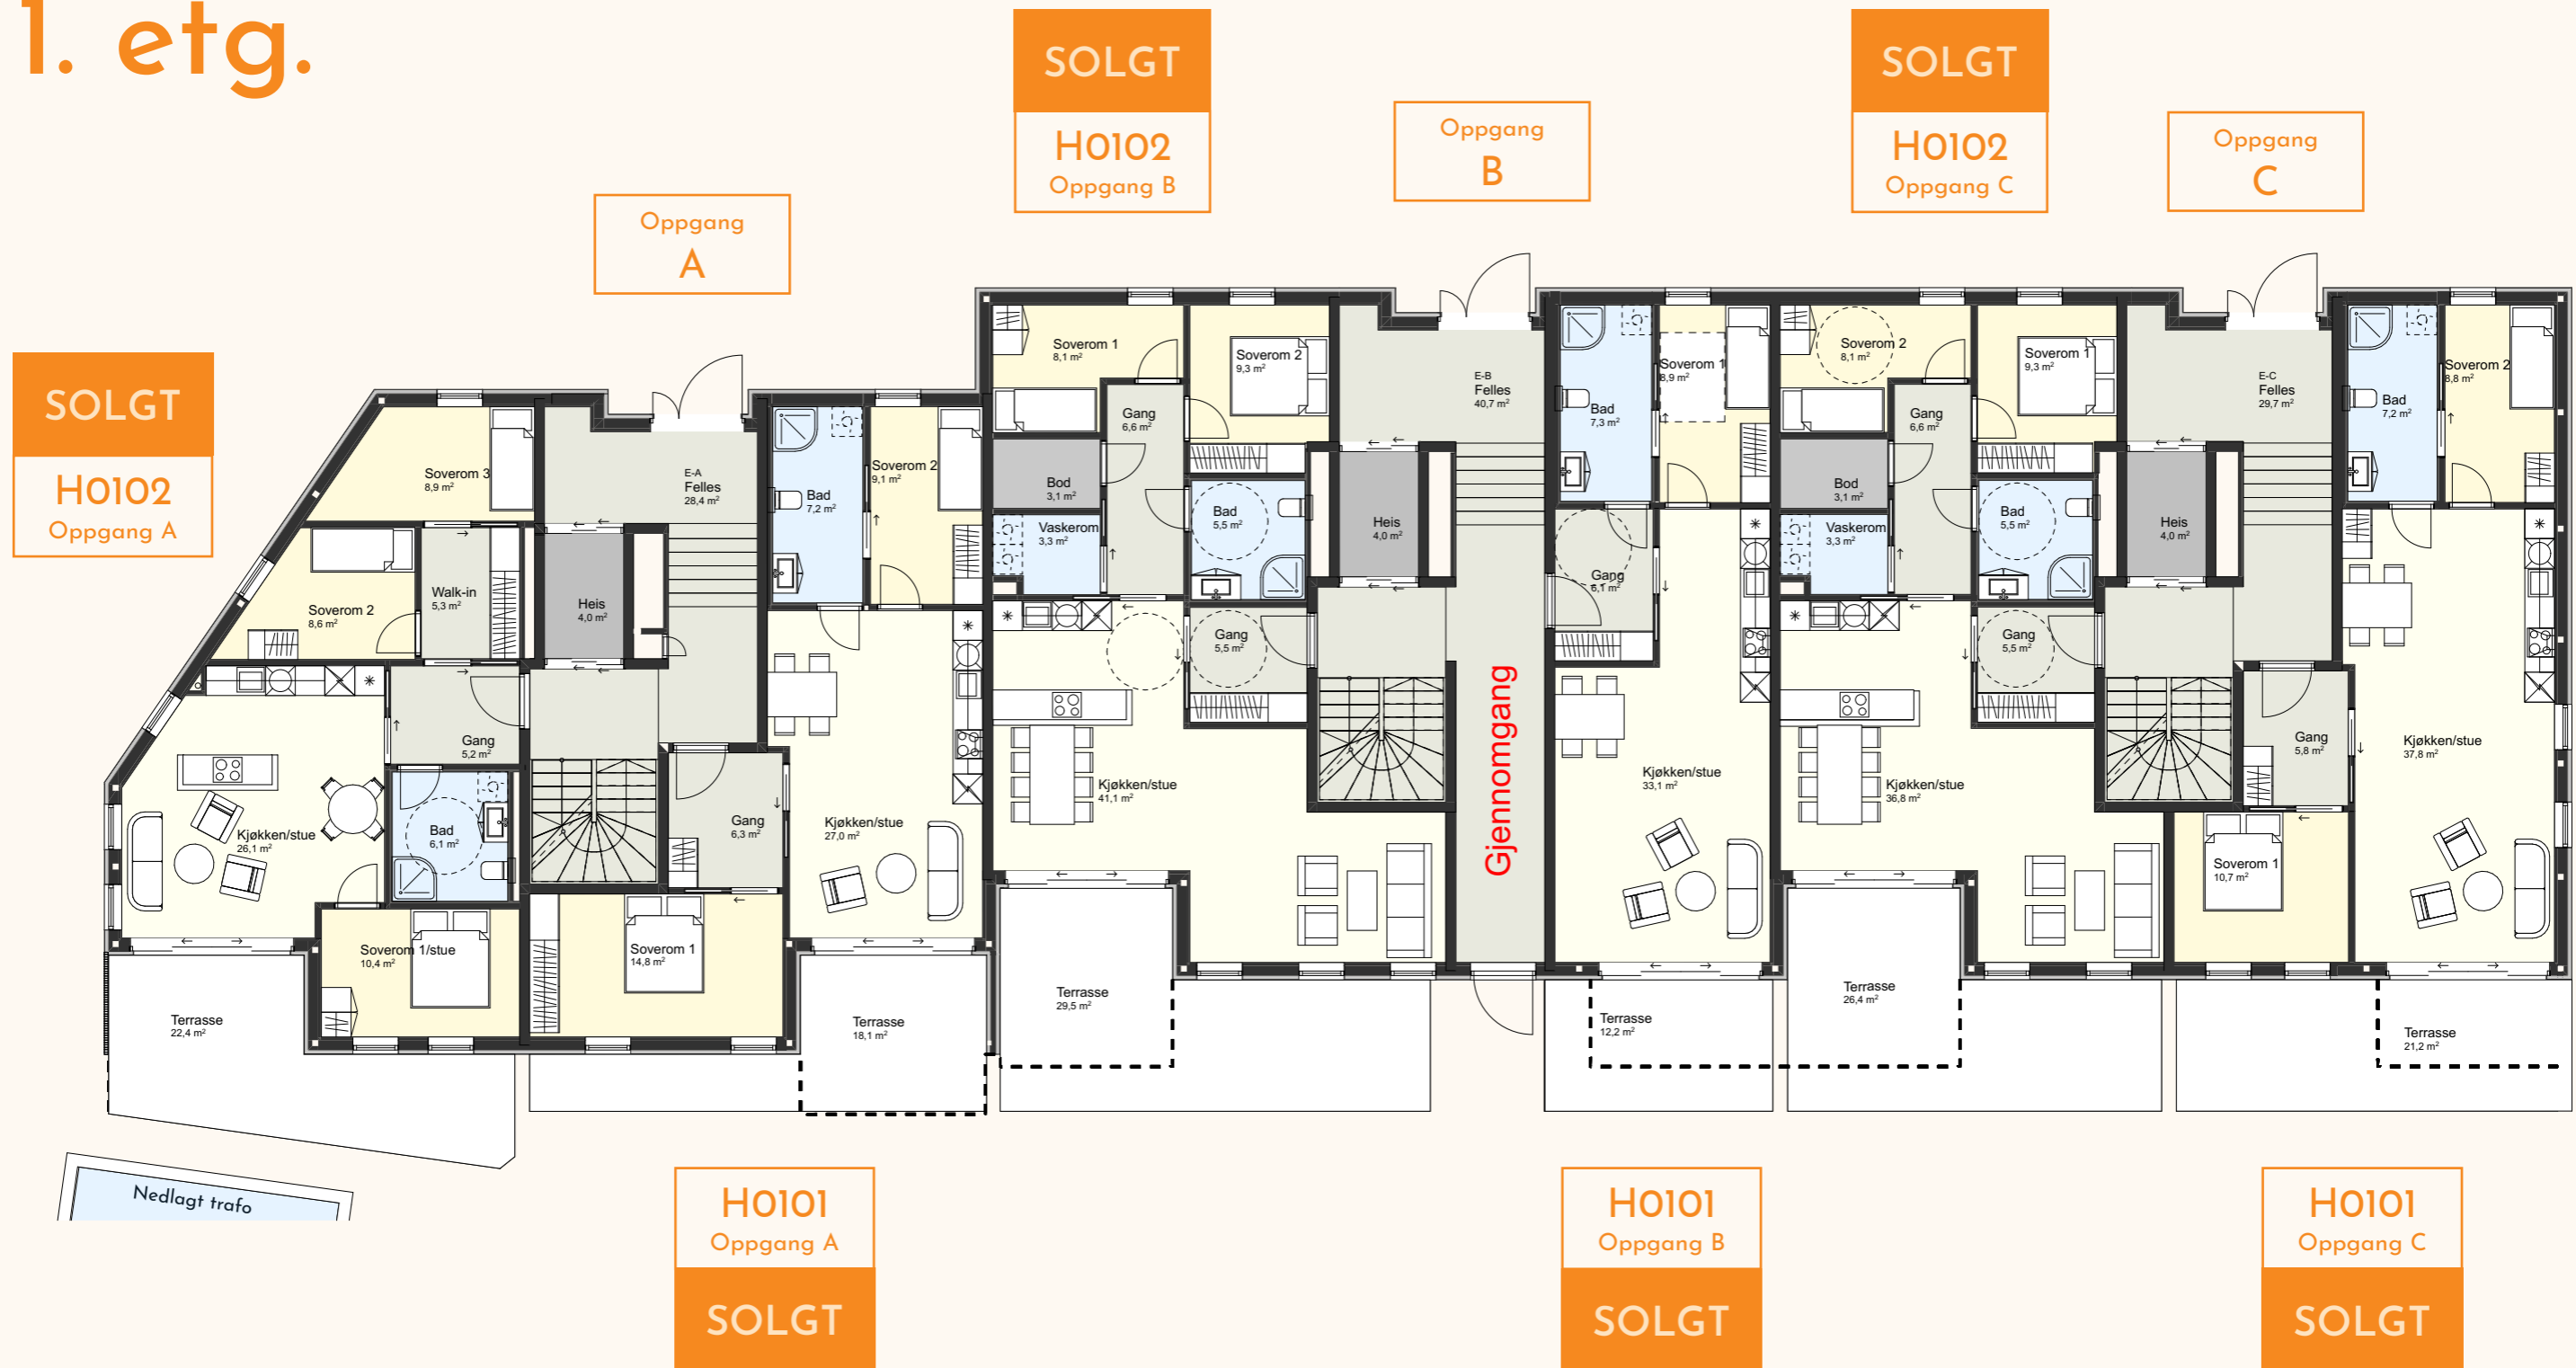 1. etg.
SOLGT
H0102
Oppgang B
Oppgang
B
SOLGT
H0102
Oppgang C
Oppgang
C
Oppgang
A
SOLGT
H0102
Oppgang A
Soverom 3
8,9 m²
Soverom 2
8,6 m²
Walk-in
5,3 m²
Heis
4,0 m²
E-A
Felles
28,4 m²
Gang
5,2 m²
Bad
6,1 m²
Kjøkken/stue
26,1 m²
Soverom 1/stue
10,4 m²
Terrasse
22,4 m²
Bad
7,2 m²
Soverom 2
9,1 m²
Gang
6,3 m²
Kjøkken/stue
27,0 m²
Soverom 1
14,8 m²
Terrasse
18,1 m²
Soverom 1
8,1 m²
Soverom 2
9,3 m²
Gang
6,6 m²
Bod
3,1 m²
Vaskerom
3,3 m²
Bad
5,5 m²
Gang
5,5 m²
Kjøkken/stue
41,1 m²
Terrasse
29,5 m²
E-B
Felles
40,7 m²
Heis
4,0 m²
Gjennomgang
Bad
7,3 m²
Soverom 1
8,9 m²
Gang
6,1 m²
Kjøkken/stue
33,1 m²
Terrasse
12,2 m²
Soverom 2
8,1 m²
Soverom 1
9,3 m²
Gang
6,6 m²
Bod
3,1 m²
Vaskerom
3,3 m²
Bad
5,5 m²
Gang
5,5 m²
Kjøkken/stue
36,8 m²
Terrasse
26,4 m²
E-C
Felles
29,7 m²
Heis
4,0 m²
Bad
7,2 m²
Soverom 2
8,8 m²
Gang
5,8 m²
Kjøkken/stue
37,8 m²
Soverom 1
10,7 m²
Terrasse
21,2 m²
Nedlagt trafo
H0101
Oppgang A
SOLGT
H0101
Oppgang B
SOLGT
H0101
Oppgang C
SOLGT